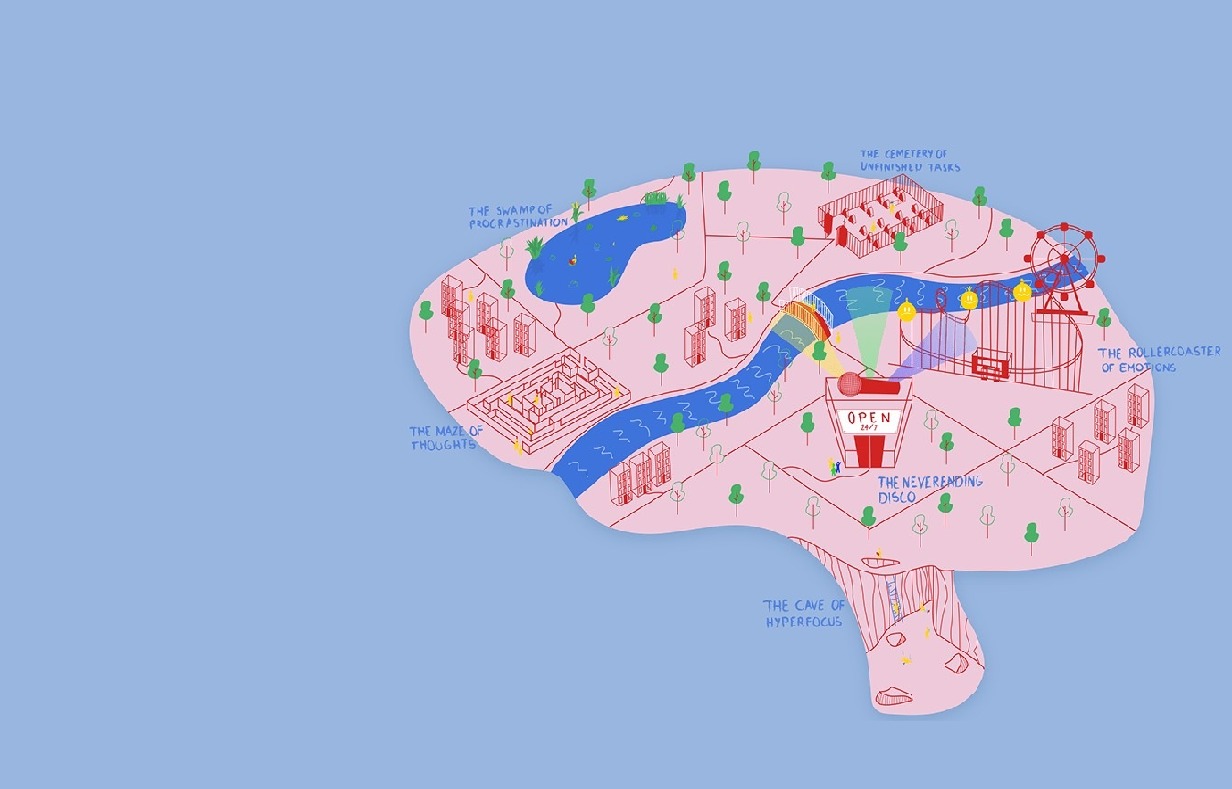 THE CEMETERY OF
UNFINISHED TASKS
THE SWAMP OF
PROCRASTINATION
THE ROLLERCOASTER
OF EMOTIONS
OPEN
24/7
THE MAZE OF
THOUGHTS
THE NEVERENDING
DISCO
THE CAVE OF
HYPERFOCUS